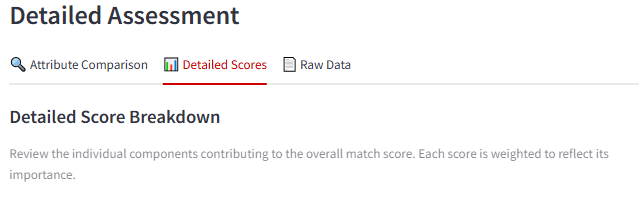 Detailed Assessment
Attribute Comparison
Detailed Scores
Raw Data
Detailed Score Breakdown
Review the individual components contributing to the overall match score. Each score is weighted to reflect its
importance.